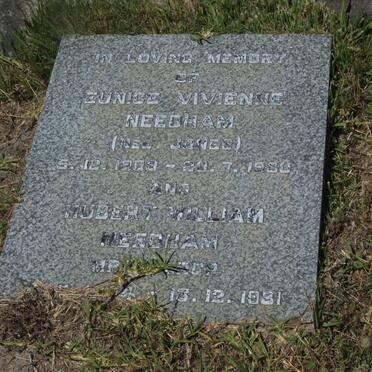 IN LOVING MEMORY
OF
EUNICE VIVIENNE
NEEDHAM
(NEE JONES)
AND
HUBERT WILLIAM
NEEDHAM
13.12.1981